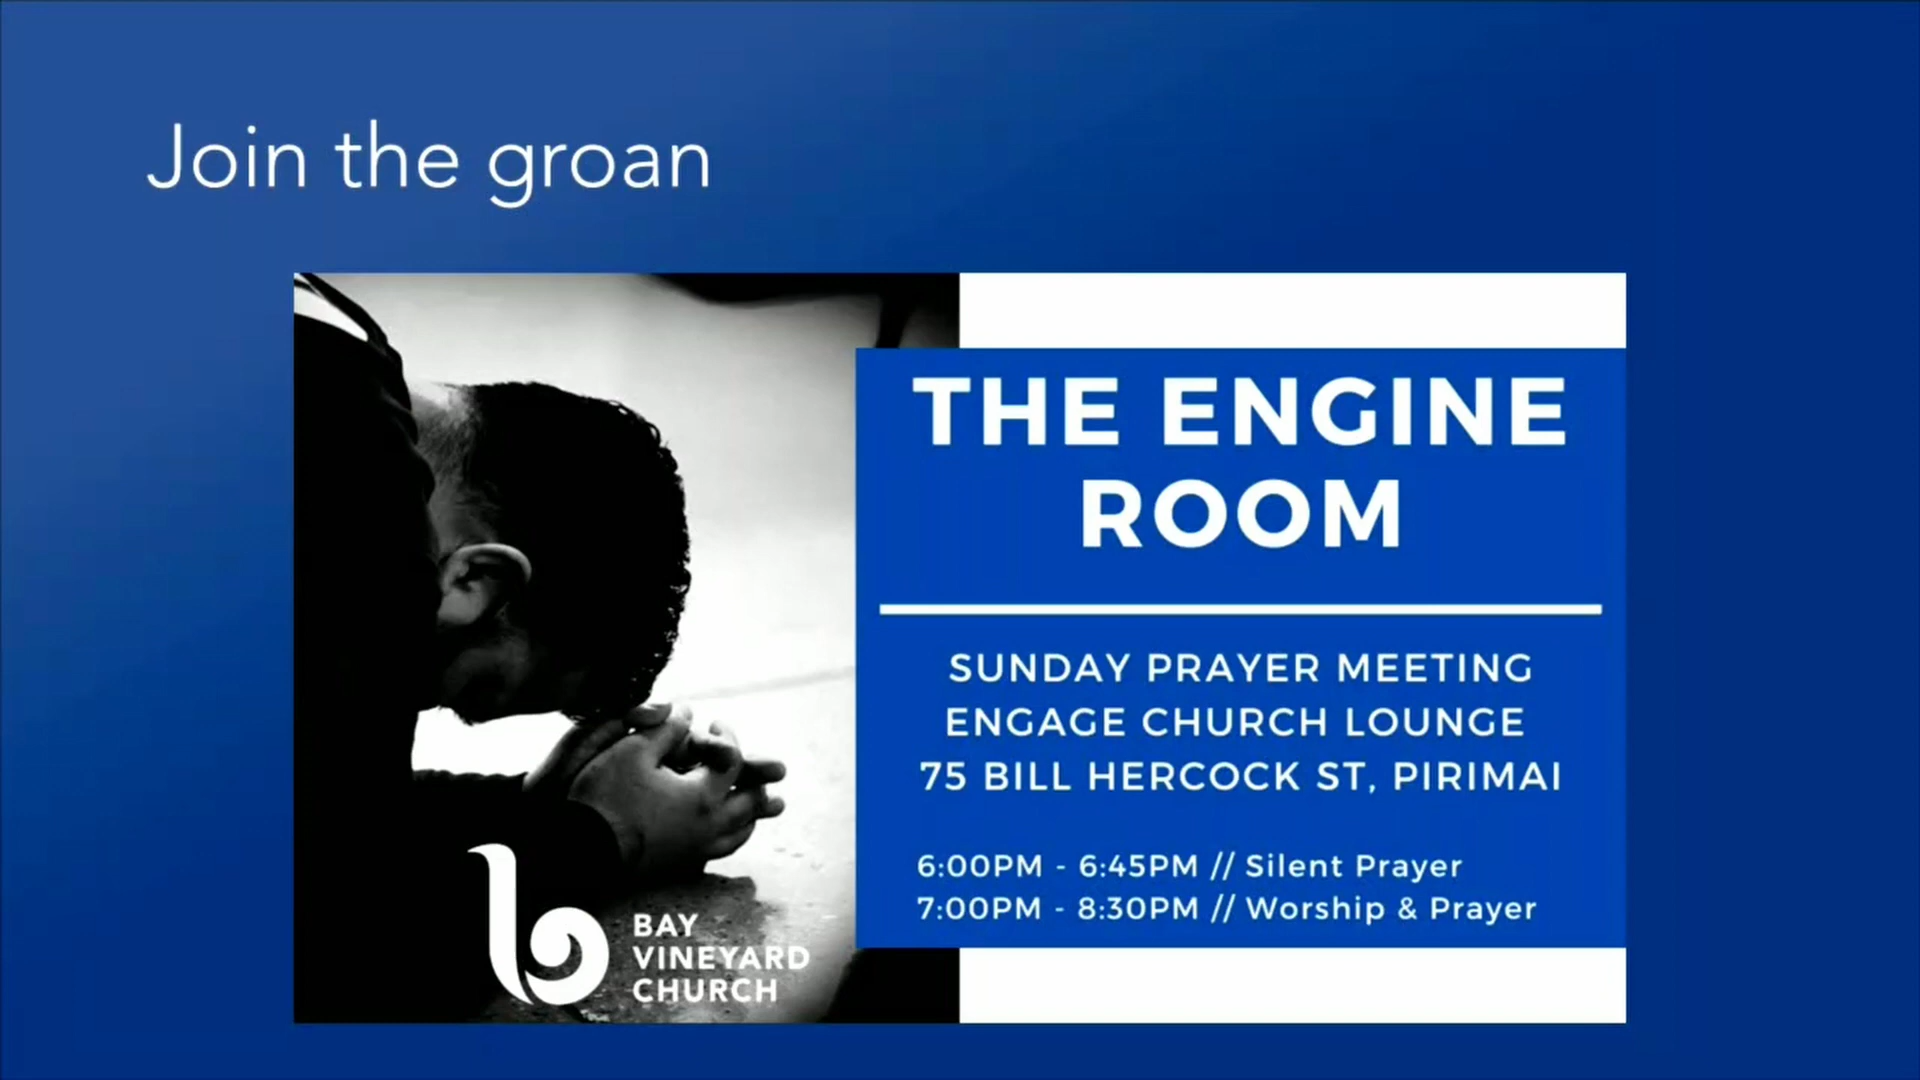 Join the groan
THE ENGINE
ROOM
SUNDAY PRAYER MEETING
ENGAGE CHURCH LOUNGE
75 BILL HERCOCK ST, PIRIMAI
6:00PM - 6:45PM // Silent Prayer
7:00PM - 8:30PM // Worship & Prayer
BAY
VINEYARD
CHURCH